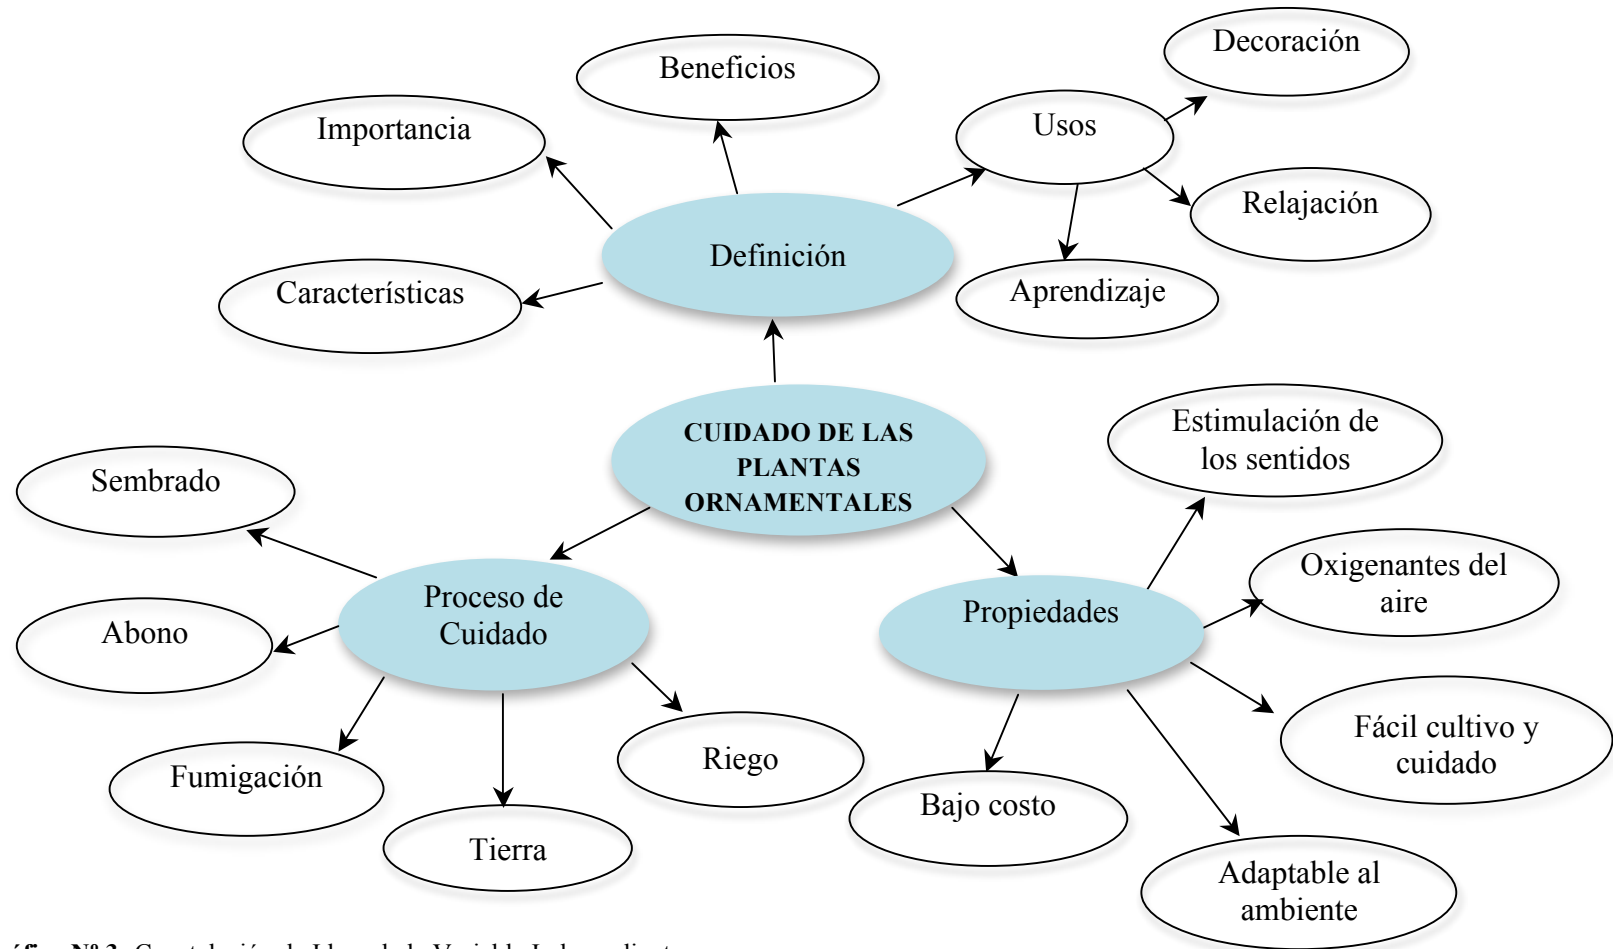 Decoración
Beneficios
Usos
Importancia
Relajación
Definición
Características
Aprendizaje
CUIDADO DE LAS
PLANTAS
ORNAMENTALES
Estimulación de
los sentidos
Sembrado
Oxigenantes del
aire
Proceso de
Cuidado
Propiedades
Abono
Fácil cultivo y
cuidado
Riego
Fumigación
Bajo costo
Tierra
Adaptable al
ambiente